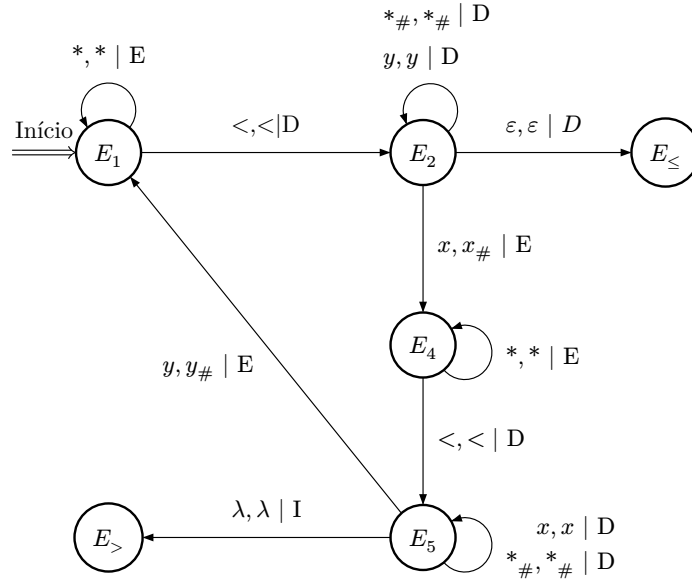 *#, *# | D
*, * | E
y, y | D
Início
<,<|D
ε, ε | D
E1
E2
E≤
x, x# | E
E4
*, * | E
y, y# | E
<, < | D
λ, λ | I
x, x | D
E>
E5
*#, *# | D